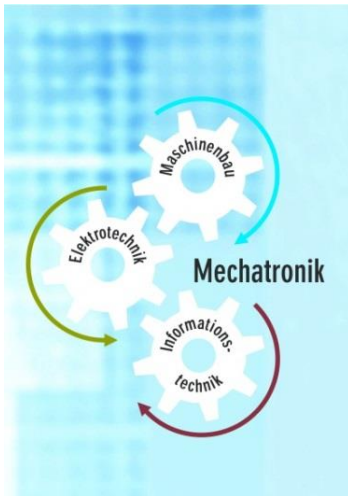 Maschinenbau
Elektrotechnik
Mechatronik
Informations-
technik